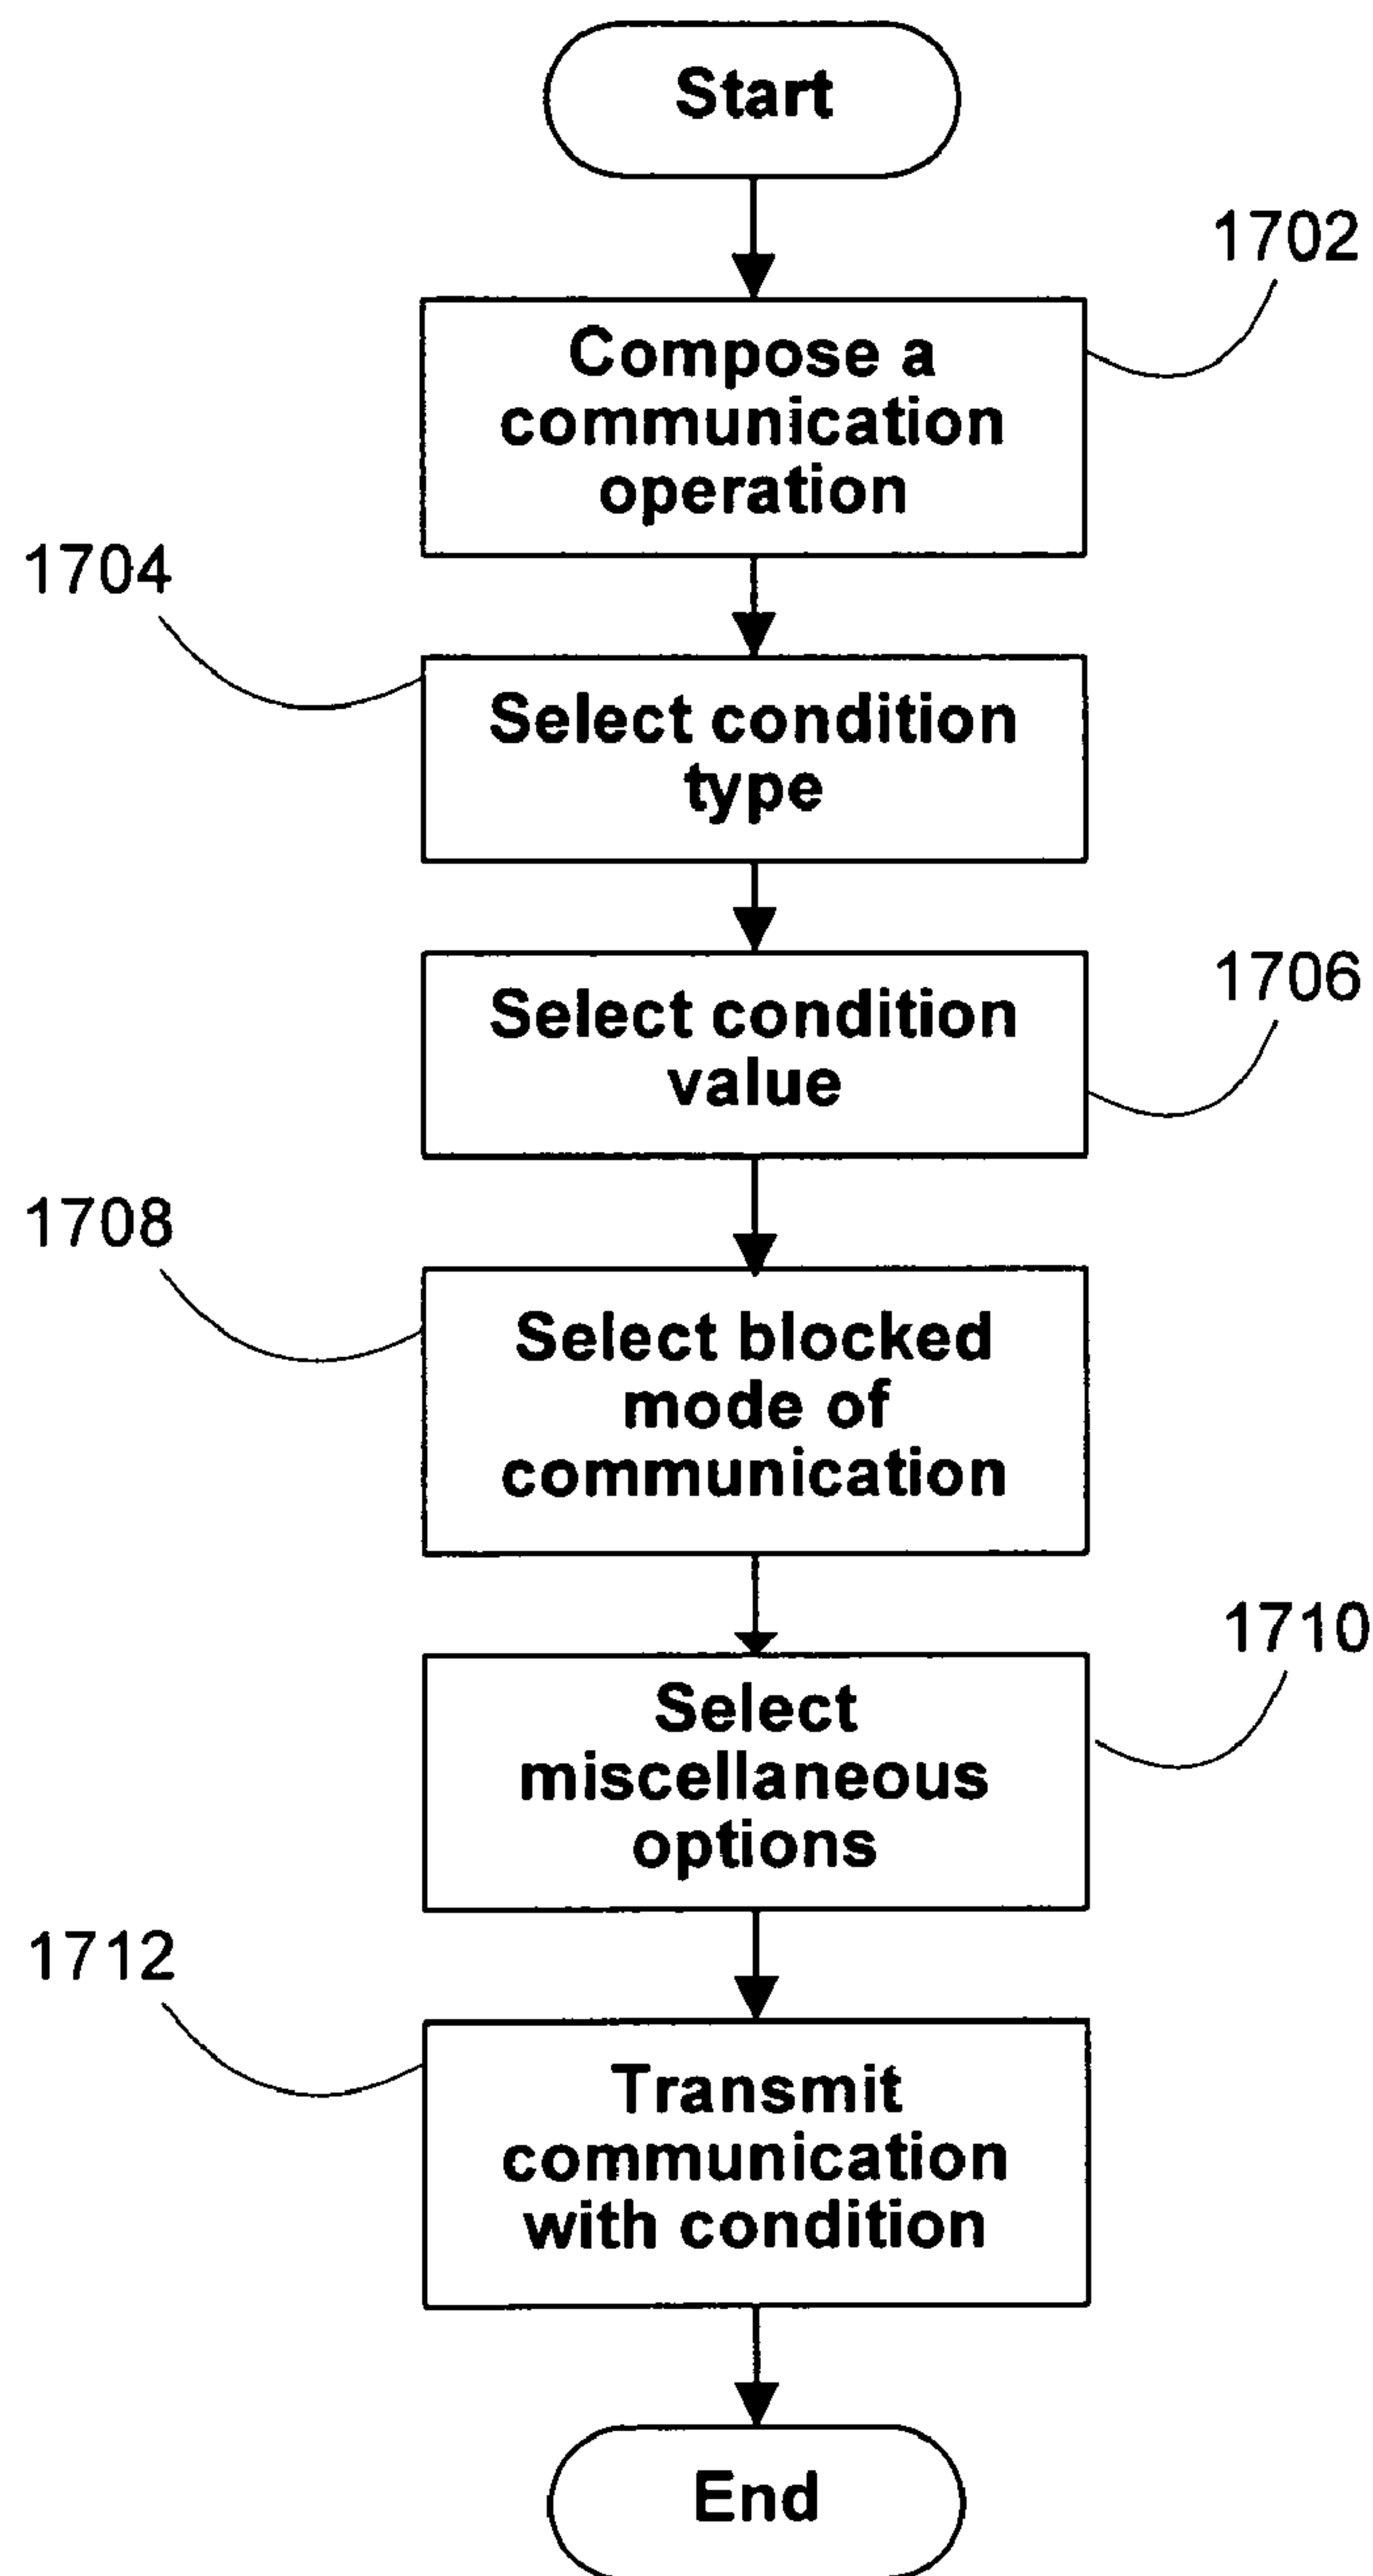 Start
1702
Compose a
communication
operation
1704
Select condition
type
1706
Select condition
value
1708
Select blocked
mode of
communication
1710
Select
miscellaneous
options
1712
Transmit
communication
with condition
End